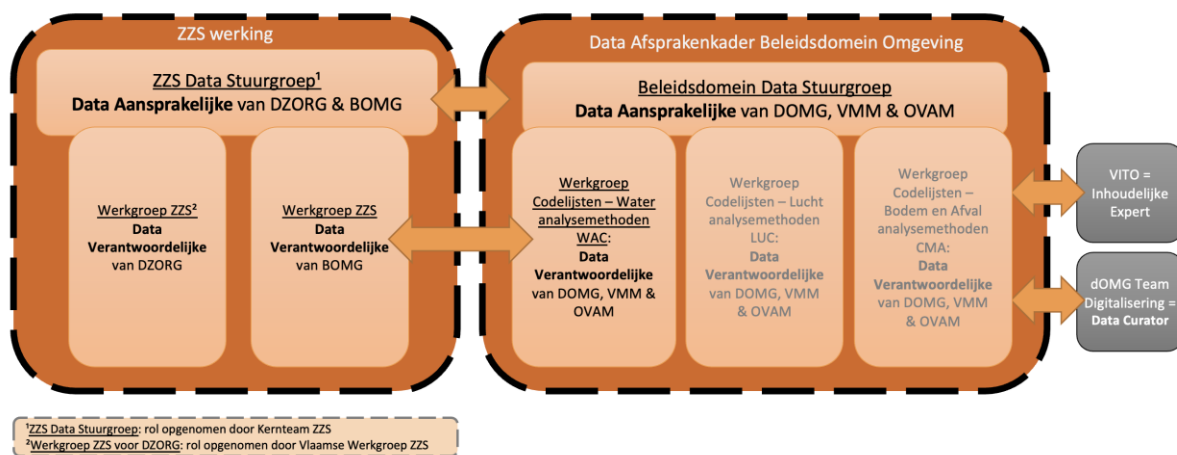 ZZS werking
ZZS Data Stuurgroep¹
Data Aansprakelijke van DZORG & BOMG
Werkgroep ZZS²
Data
Verantwoordelijke
van DZORG
Werkgroep ZZS
Data
Verantwoordelijke
van BOMG
Data Afsprakenkader Beleidsdomein Omgeving
Beleidsdomein Data Stuurgroep
Data Aansprakelijke van DOMG, VMM & OVAM
Werkgroep
Codelijsten – Water
analysemethoden
WAC:
Data
Verantwoordelijke
van DOMG, VMM &
OVAM
Werkgroep
Codelijsten – Lucht
analysemethoden
LUC:
Data
Verantwoordelijke
van DOMG, VMM
& OVAM
Werkgroep
Codelijsten –
Bodem en Afval
analysemethoden
CMA:
Data
Verantwoordelijke
van DOMG, VMM
& OVAM
VITO =
Inhoudelijke
Expert
dOMG Team
Digitalisering =
Data Curator
¹ZZS Data Stuurgroep: rol opgenomen door Kernteam ZZS
²Werkgroep ZZS voor DZORG: rol opgenomen door Vlaamse Werkgroep ZZS